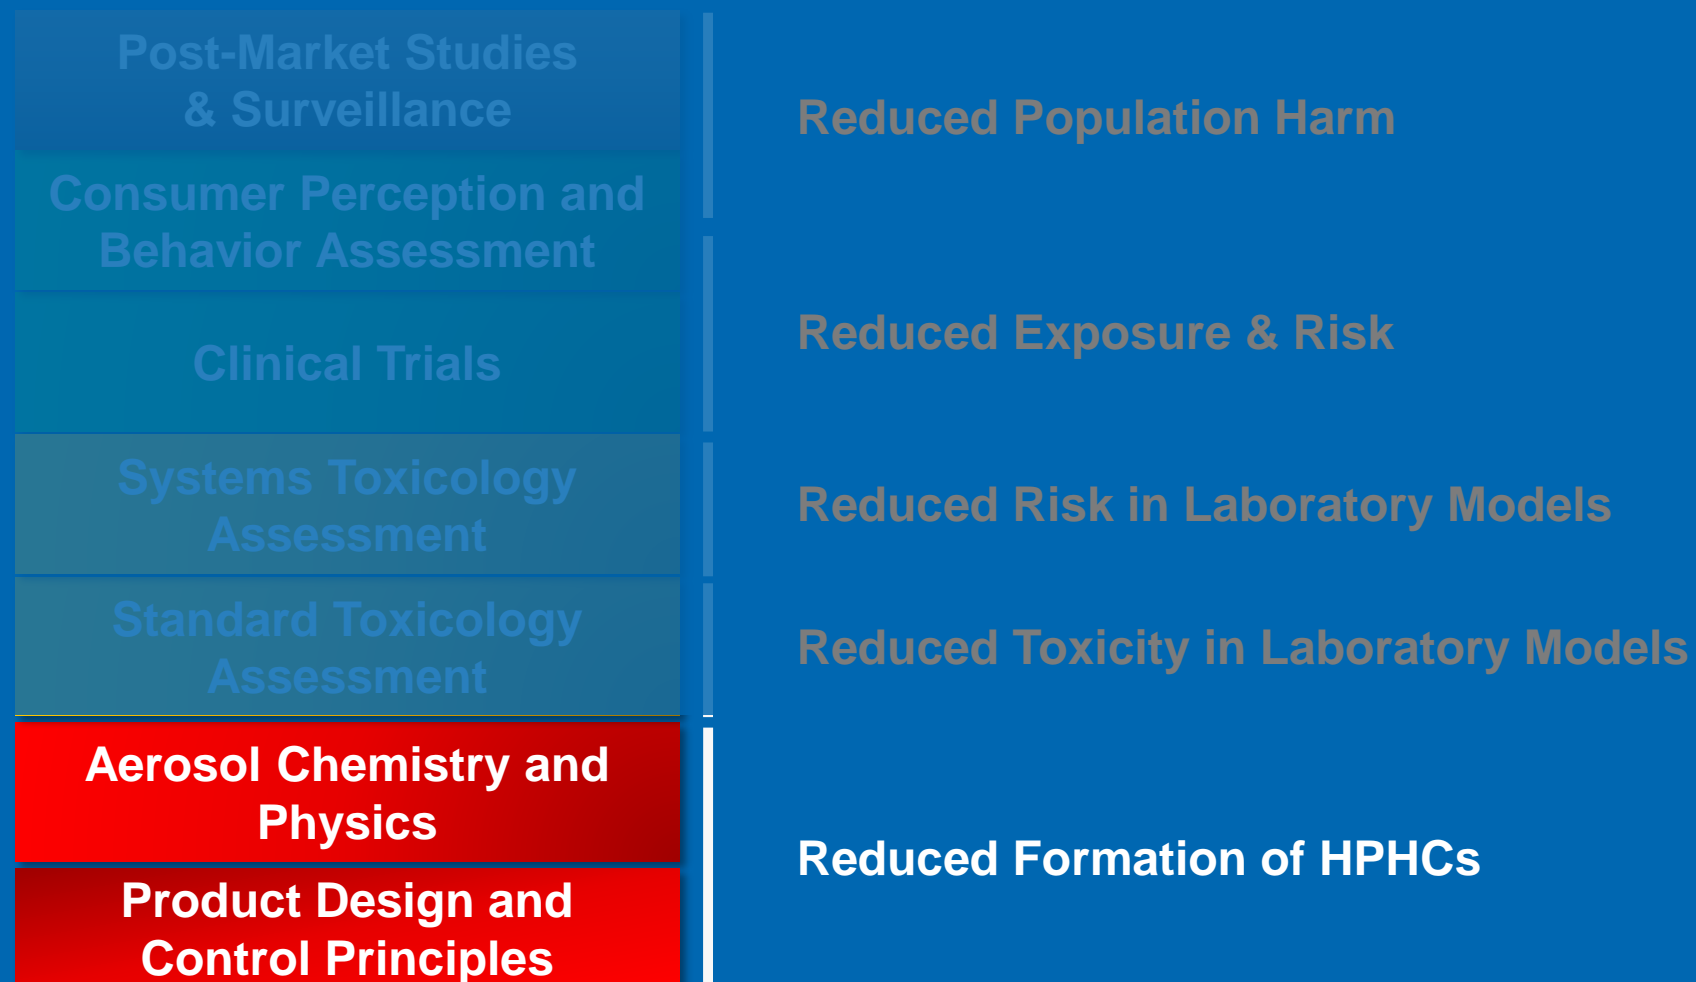 Post-Market Studies
& Surveillance
Reduced Population Harm
Consumer Perception and
Behavior Assessment
Reduced Exposure & Risk
Clinical Trials
Systems Toxicology
Assessment
Reduced Risk in Laboratory Models
Standard Toxicology
Assessment
Reduced Toxicity in Laboratory Models
Aerosol Chemistry and
Physics
Reduced Formation of HPHCs
Product Design and
Control Principles